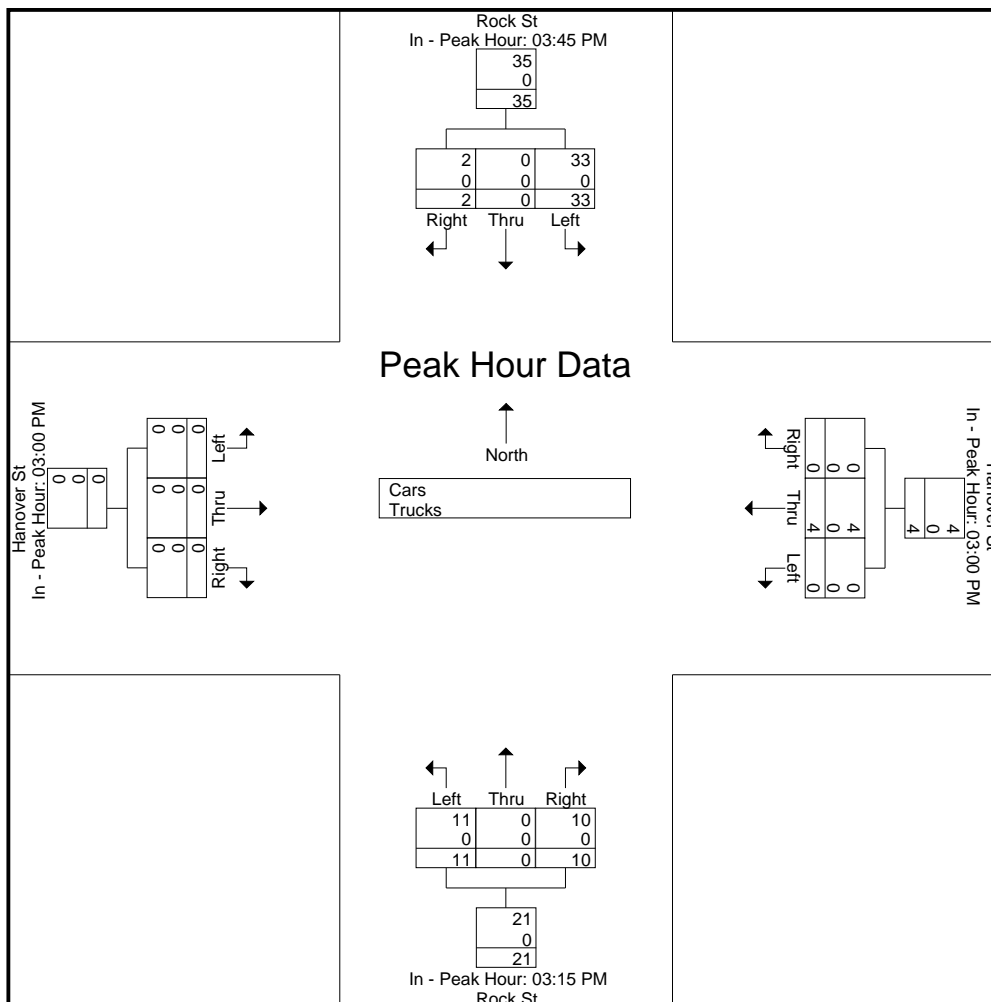 Rock St
In - Peak Hour: 03:45 PM
35
0
35
2 0 33
0 0 0
2 0 33
Right Thru Left
Peak Hour Data
North
Cars
Trucks
Hanover St
In - Peak Hour: 03:00 PM
0
0
0
Left Thru Right
0 0 0
0 0 0
0 0 0
Hanover St
In - Peak Hour: 03:00 PM
4
0
4
Right Thru Left
0 4 0
0 0 0
0 4 0
Left Thru Right
11 0 10
0 0 0
11 0 10
21
0
21
In - Peak Hour: 03:15 PM
Rock St